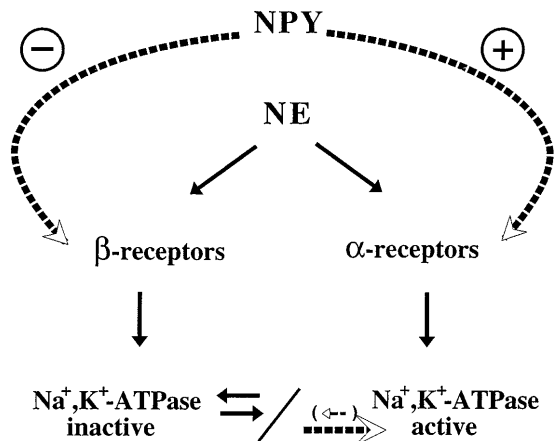 NPY
− +
NE
β-receptors α-receptors
Na⁺,K⁺-ATPase / ( ) Na⁺,K⁺-ATPase
inactive active